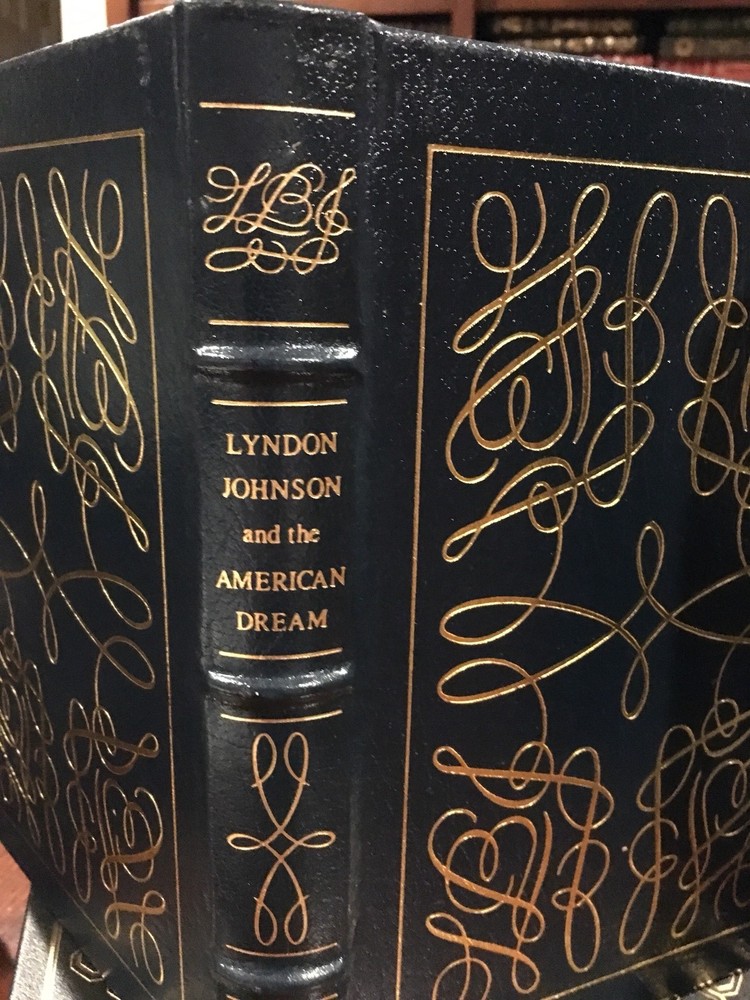 LBJ
LYNDON
JOHNSON
and the
AMERICAN
DREAM